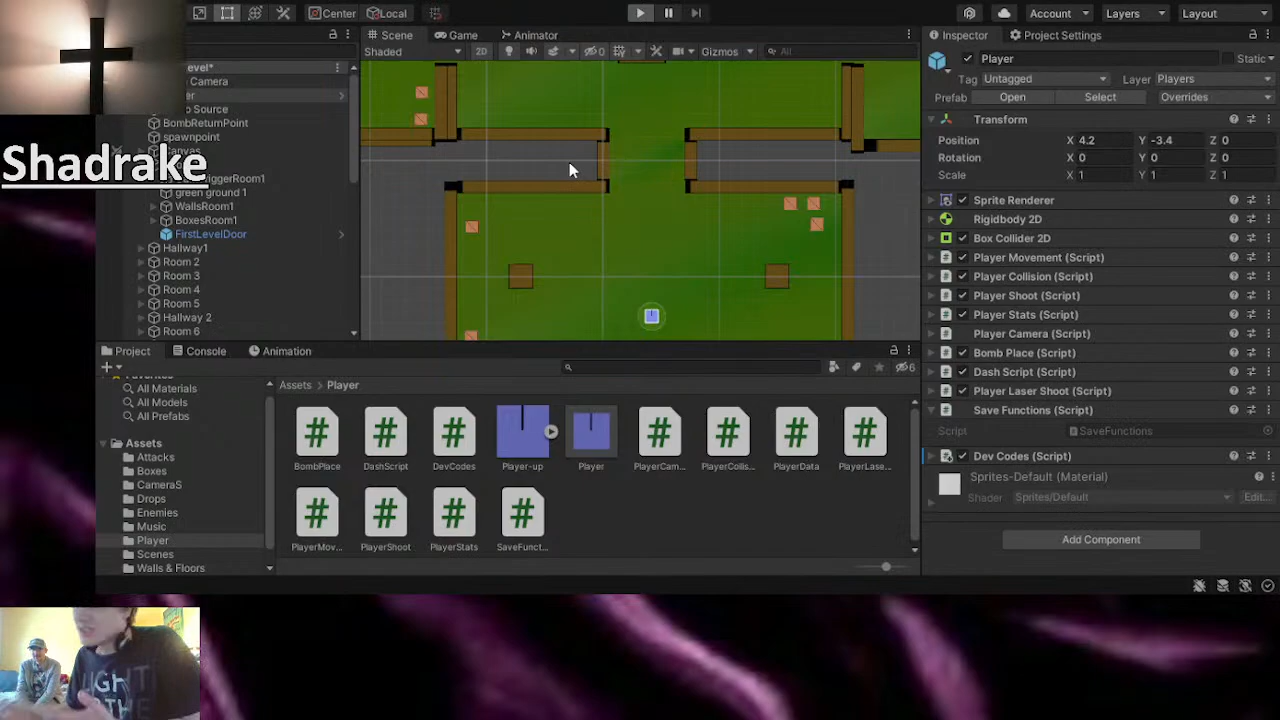 Center
Local
Account
Layers
Layout
Scene
Game
Animator
Inspector
Project Settings
Shaded
2D
0
Gizmos
All
Player
Static
Tag Untagged
Layer Players
Prefab
Open
Select
Overrides
Transform
Position X 4.2 Y -3.4 Z 0
Rotation X 0 Y 0 Z 0
Scale X 1 Y 1 Z 1
Sprite Renderer
Rigidbody 2D
Box Collider 2D
Player Movement (Script)
Player Collision (Script)
Player Shoot (Script)
Player Stats (Script)
Player Camera (Script)
Bomb Place (Script)
Dash Script (Script)
Player Laser Shoot (Script)
Save Functions (Script)
Script SaveFunctions
Dev Codes (Script)
Sprites-Default (Material)
Shader Sprites/Default
Edit...
Add Component
Camera
BombReturnPoint
spawnpoint
Shadrake
green ground 1
WallsRoom1
BoxesRoom1
FirstLevelDoor
Hallway1
Room 2
Room 3
Room 4
Room 5
Hallway 2
Room 6
Project
Console
Animation
6
All Materials
All Models
All Prefabs
Assets
Attacks
Boxes
CameraS
Drops
Enemies
Music
Player
Scenes
Walls & Floors
Assets > Player
BombPlace
DashScript
DevCodes
Player-up
Player
PlayerCam...
PlayerCollis...
PlayerData
PlayerLase...
PlayerMov...
PlayerShoot
PlayerStats
SaveFunct...